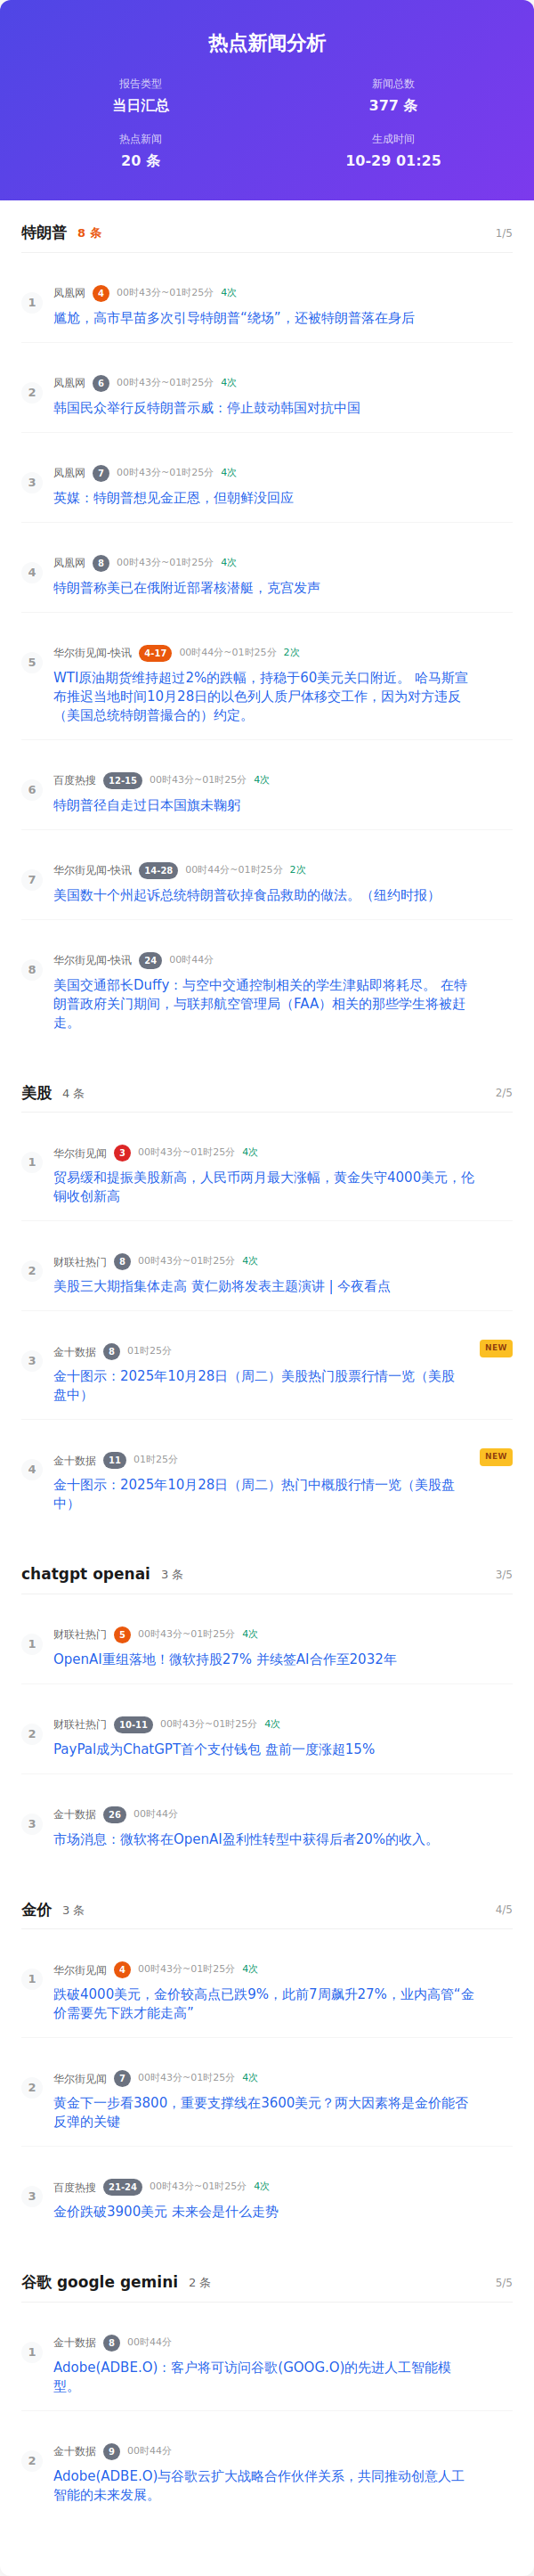 热点新闻分析
报告类型
当日汇总
新闻总数
377 条
热点新闻
20 条
生成时间
10-29 01:25
特朗普 8 条 1/5
1
凤凰网 4 00时43分~01时25分 4次
尴尬，高市早苗多次引导特朗普“绕场”，还被特朗普落在身后
2
凤凰网 6 00时43分~01时25分 4次
韩国民众举行反特朗普示威：停止鼓动韩国对抗中国
3
凤凰网 7 00时43分~01时25分 4次
英媒：特朗普想见金正恩，但朝鲜没回应
4
凤凰网 8 00时43分~01时25分 4次
特朗普称美已在俄附近部署核潜艇，克宫发声
5
华尔街见闻-快讯 4-17 00时44分~01时25分 2次
WTI原油期货维持超过2%的跌幅，持稳于60美元关口附近。 哈马斯宣
布推迟当地时间10月28日的以色列人质尸体移交工作，因为对方违反
（美国总统特朗普撮合的）约定。
6
百度热搜 12-15 00时43分~01时25分 4次
特朗普径自走过日本国旗未鞠躬
7
华尔街见闻-快讯 14-28 00时44分~01时25分 2次
美国数十个州起诉总统特朗普砍掉食品救助的做法。（纽约时报）
8
华尔街见闻-快讯 24 00时44分
美国交通部长Duffy：与空中交通控制相关的学生津贴即将耗尽。 在特
朗普政府关门期间，与联邦航空管理局（FAA）相关的那些学生将被赶
走。
美股 4 条 2/5
1
华尔街见闻 3 00时43分~01时25分 4次
贸易缓和提振美股新高，人民币两月最大涨幅，黄金失守4000美元，伦
铜收创新高
2
财联社热门 8 00时43分~01时25分 4次
美股三大期指集体走高 黄仁勋将发表主题演讲 | 今夜看点
3
金十数据 8 01时25分 NEW
金十图示：2025年10月28日（周二）美股热门股票行情一览（美股
盘中）
4
金十数据 11 01时25分 NEW
金十图示：2025年10月28日（周二）热门中概股行情一览（美股盘
中）
chatgpt openai 3 条 3/5
1
财联社热门 5 00时43分~01时25分 4次
OpenAI重组落地！微软持股27% 并续签AI合作至2032年
2
财联社热门 10-11 00时43分~01时25分 4次
PayPal成为ChatGPT首个支付钱包 盘前一度涨超15%
3
金十数据 26 00时44分
市场消息：微软将在OpenAI盈利性转型中获得后者20%的收入。
金价 3 条 4/5
1
华尔街见闻 4 00时43分~01时25分 4次
跌破4000美元，金价较高点已跌9%，此前7周飙升27%，业内高管“金
价需要先下跌才能走高”
2
华尔街见闻 7 00时43分~01时25分 4次
黄金下一步看3800，重要支撑线在3600美元？两大因素将是金价能否
反弹的关键
3
百度热搜 21-24 00时43分~01时25分 4次
金价跌破3900美元 未来会是什么走势
谷歌 google gemini 2 条 5/5
1
金十数据 8 00时44分
Adobe(ADBE.O)：客户将可访问谷歌(GOOG.O)的先进人工智能模
型。
2
金十数据 9 00时44分
Adobe(ADBE.O)与谷歌云扩大战略合作伙伴关系，共同推动创意人工
智能的未来发展。